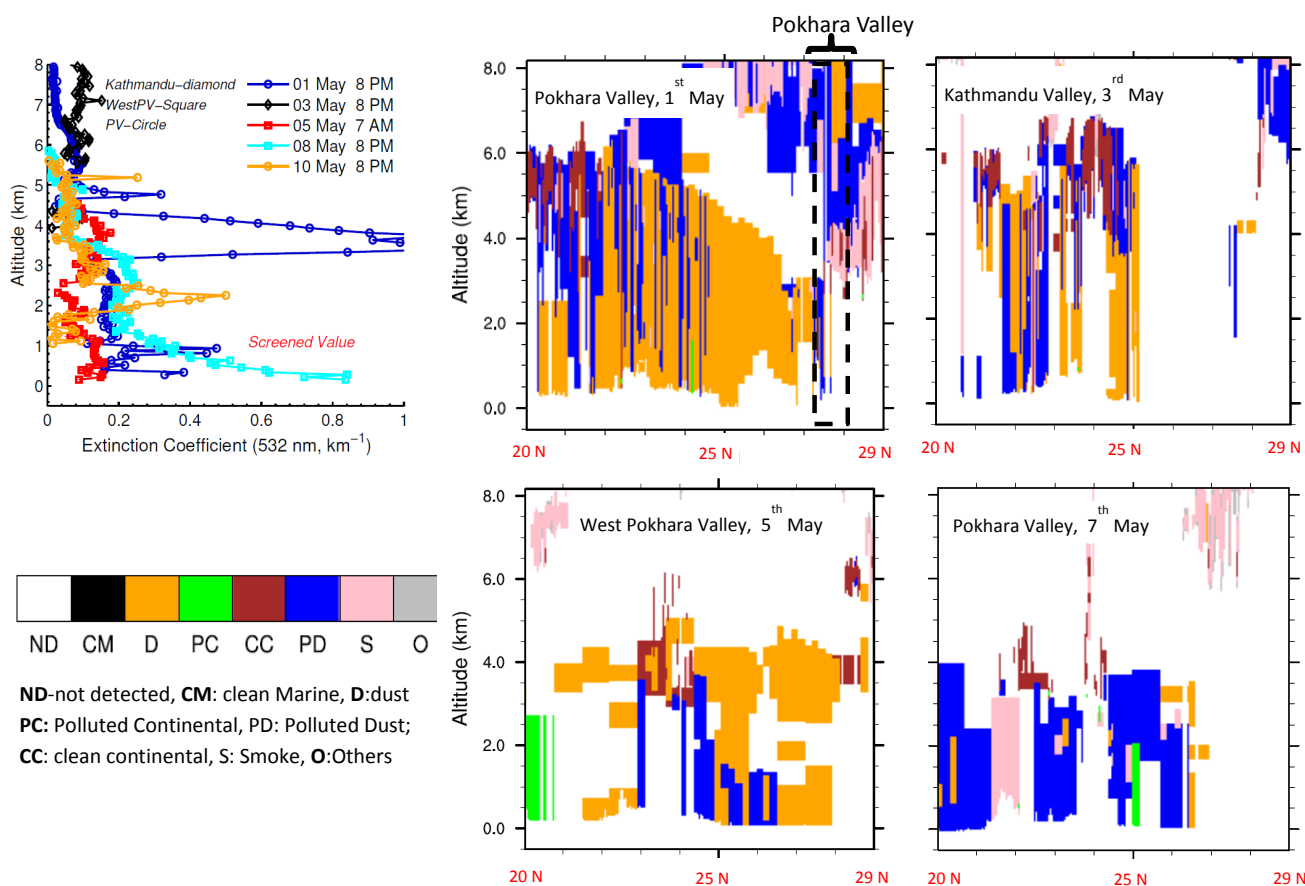 Pokhara Valley
8
7
6
5
4
3
2
1
0
Altitude (km)
Kathmandu-diamond
WestPV-Square
PV-Circle
01 May 8 PM
03 May 8 PM
05 May 7 AM
08 May 8 PM
10 May 8 PM
Screened Value
0 0.2 0.4 0.6 0.8 1
Extinction Coefficient (532 nm, km−1)
8.0
6.0
4.0
2.0
0.0
Altitude (km)
Pokhara Valley, 1st May
20 N 25 N 29 N
Kathmandu Valley, 3rd May
20 N 25 N 29 N
ND CM D PC CC PD S O
ND-not detected, CM: clean Marine, D:dust
PC: Polluted Continental, PD: Polluted Dust;
CC: clean continental, S: Smoke, O:Others
8.0
6.0
4.0
2.0
0.0
Altitude (km)
West Pokhara Valley, 5th May
20 N 25 N 29 N
Pokhara Valley, 7th May
20 N 25 N 29 N